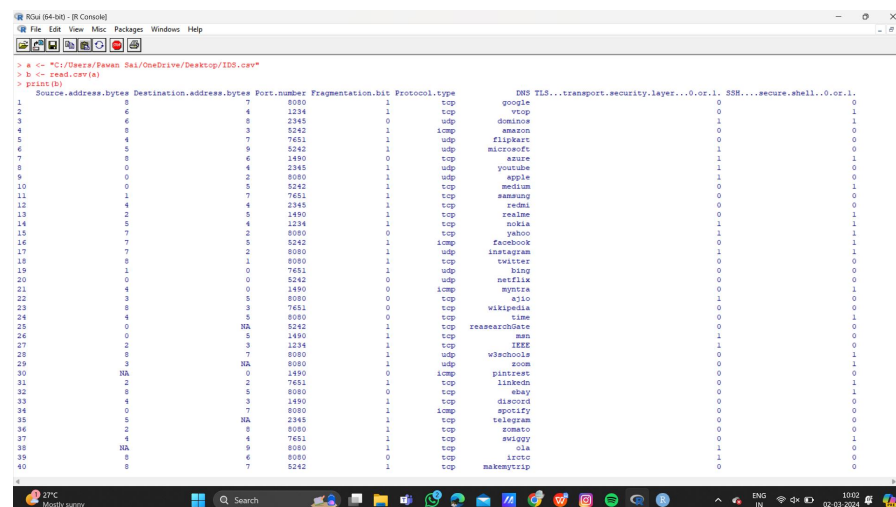 RGui (64-bit) - [R Console]
File Edit View Misc Packages Windows Help
> a <- "C:/Users/Pawan Sai/OneDrive/Desktop/IDS.csv"
> b <- read.csv(a)
> print(b)
Source.address.bytes Destination.address.bytes Port.number Fragmentation.bit Protocol.type DNS TLS...transport.security.layer...0.or.1. SSH....secure.shell..0.or.1.
1 8 7 8080 1 tcp google 0 0
2 6 4 1234 1 tcp vtop 0 1
3 6 8 2345 0 udp dominos 1 1
4 8 3 5242 1 icmp amazon 0 0
5 4 7 7651 1 udp flipkart 0 1
6 5 9 5242 1 udp microsoft 1 0
7 8 6 1490 0 tcp azure 1 0
8 0 4 2345 1 udp youtube 0 1
9 0 2 8080 1 tcp apple 1 0
10 0 5 5242 1 tcp medium 0 1
11 1 7 7651 1 tcp samsung 0 0
12 4 4 2345 1 tcp redmi 0 1
13 2 5 1490 1 tcp realme 0 1
14 5 4 1234 1 tcp nokia 0 1
15 7 2 8080 0 tcp yahoo 1 1
16 7 5 5242 1 icmp facebook 0 1
17 7 2 8080 1 udp instagram 1 1
18 8 1 8080 1 tcp twitter 0 0
19 1 0 7651 1 udp bing 0 0
20 0 0 5242 0 udp netflix 0 0
21 4 0 1490 0 icmp myntra 0 1
22 3 5 8080 0 tcp ajio 1 0
23 8 3 7651 0 tcp wikipedia 0 0
24 4 5 8080 0 tcp time 0 1
25 0 NA 5242 1 tcp reasearchGate 0 0
26 0 5 1490 1 tcp msn 1 0
27 2 3 1234 1 tcp IEEE 1 0
28 8 7 8080 1 udp w3schools 0 1
29 3 NA 8080 1 udp zoom 0 1
30 NA 0 1490 0 icmp pintrest 0 0
31 2 2 7651 1 tcp linkedn 0 1
32 8 5 8080 0 tcp ebay 0 1
33 4 3 1490 1 tcp discord 0 0
34 0 7 8080 1 icmp spotify 0 0
35 5 NA 2345 1 tcp telegram 0 0
36 2 8 8080 1 tcp zomato 0 0
37 4 4 7651 1 tcp swiggy 0 1
38 NA 9 8080 1 tcp ola 1 0
39 8 6 8080 0 tcp irctc 1 0
40 8 7 5242 1 tcp makemytrip 0 0
27°C
Mostly sunny
Search
ENG
IN
10:02
02-03-2024